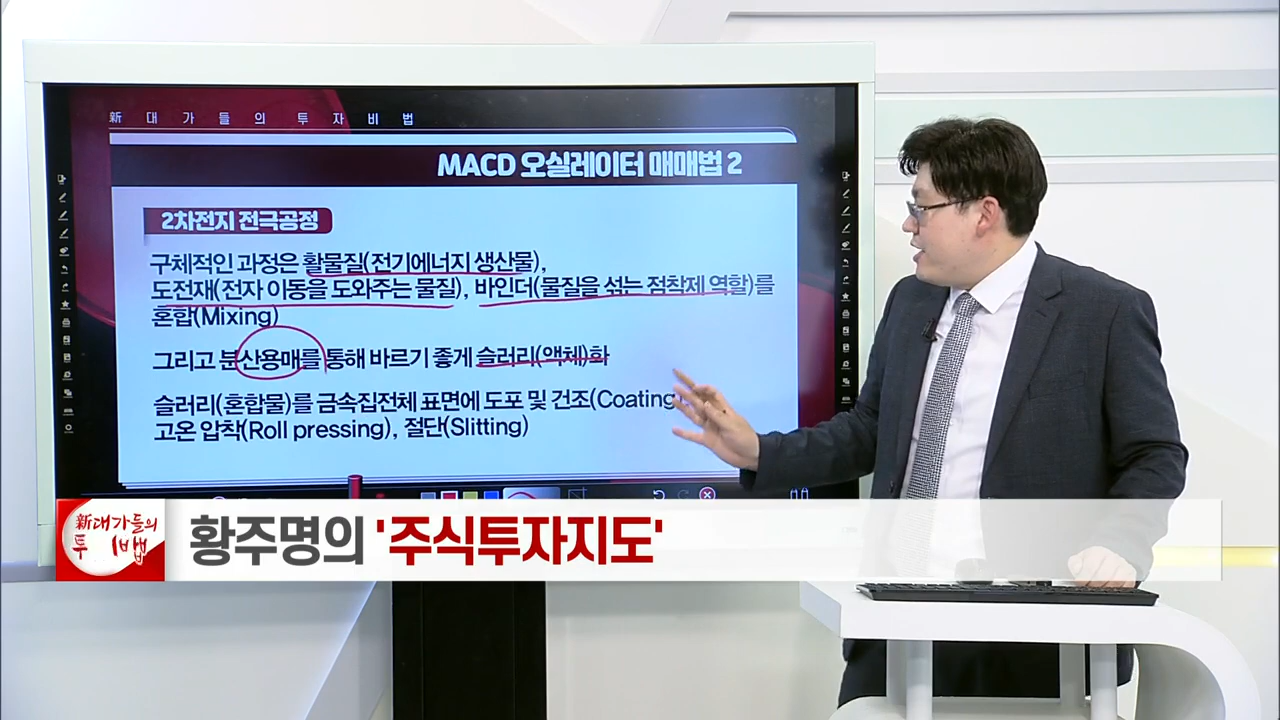 新 대가들의 투자비법
MACD 오실레이터 매매법 2
2차전지 전극공정
구체적인 과정은 활물질(전기에너지 생산물),
도전재(전자 이동을 도와주는 물질), 바인더(물질을 섞는 점착제 역할)를
혼합(Mixing)
그리고 분산용매를 통해 바르기 좋게 슬러리(액체)화
슬러리(혼합물)를 금속집전체 표면에 도포 및 건조(Coating
고온 압착(Roll pressing), 절단(Slitting)
新대가들의
투
황주명의 '주식투자지도'